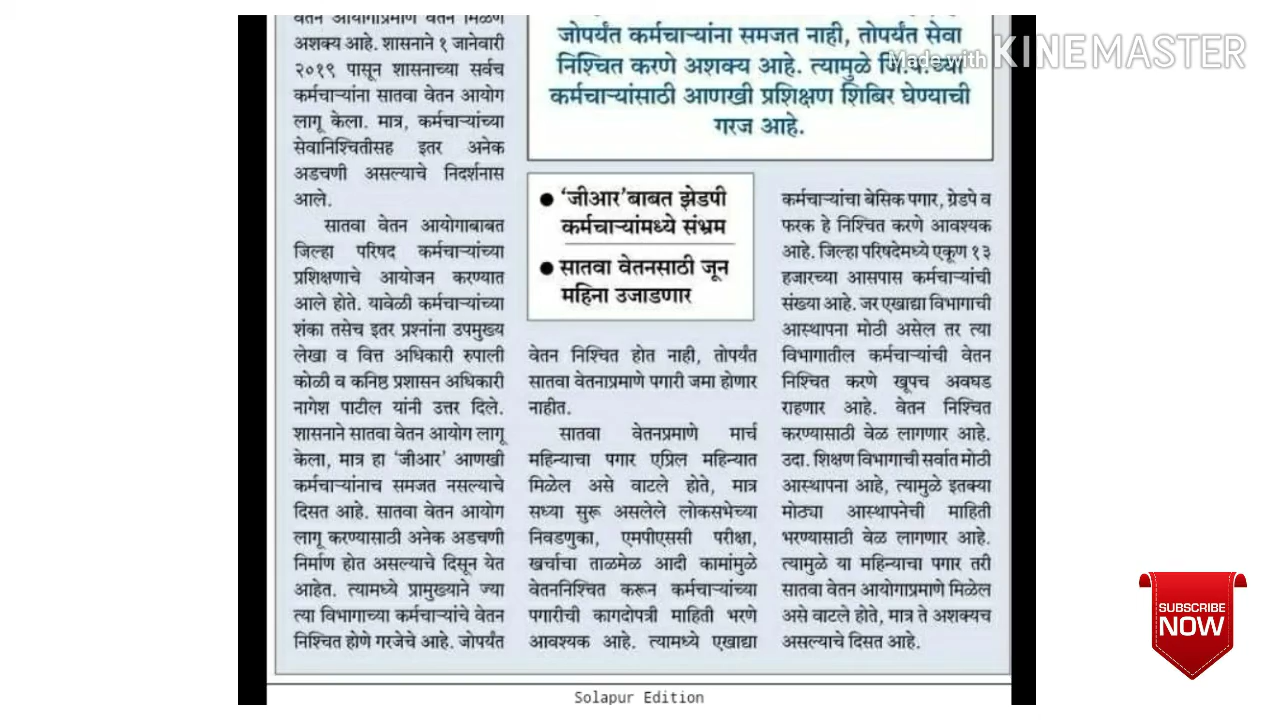 वेतन आयोगाप्रमाणे वेतन मिळणे
अशक्य आहे. शासनाने १ जानेवारी
२०१९ पासून शासनाच्या सर्वच
कर्मचाऱ्यांना सातवा वेतन आयोग
लागू केला. मात्र, कर्मचाऱ्यांच्या
सेवानिश्चितीसह इतर अनेक
अडचणी असल्याचे निदर्शनास
आले.
सातवा वेतन आयोगाबाबत
जिल्हा परिषद कर्मचाऱ्यांच्या
प्रशिक्षणाचे आयोजन करण्यात
आले होते. यावेळी कर्मचाऱ्यांच्या
शंका तसेच इतर प्रश्नांना उपमुख्य
लेखा व वित्त अधिकारी रुपाली
कोळी व कनिष्ठ प्रशासन अधिकारी
नागेश पाटील यांनी उत्तर दिले.
शासनाने सातवा वेतन आयोग लागू
केला, मात्र हा ‘जीआर’ आणखी
कर्मचाऱ्यांनाच समजत नसल्याचे
दिसत आहे. सातवा वेतन आयोग
लागू करण्यासाठी अनेक अडचणी
निर्माण होत असल्याचे दिसून येत
आहेत. त्यामध्ये प्रामुख्याने ज्या
त्या विभागाच्या कर्मचाऱ्यांचे वेतन
निश्चित होणे गरजेचे आहे. जोपर्यंत
जोपर्यंत कर्मचाऱ्यांना समजत नाही, तोपर्यंत सेवा
निश्चित करणे अशक्य आहे. त्यामुळे जि.प.च्या
कर्मचाऱ्यांसाठी आणखी प्रशिक्षण शिबिर घेण्याची
गरज आहे.
● ‘जीआर’बाबत झेडपी
कर्मचाऱ्यांमध्ये संभ्रम
● सातवा वेतनसाठी जून
महिना उजाडणार
वेतन निश्चित होत नाही, तोपर्यंत
सातवा वेतनाप्रमाणे पगारी जमा होणार
नाहीत.
सातवा वेतनप्रमाणे मार्च
महिन्याचा पगार एप्रिल महिन्यात
मिळेल असे वाटले होते, मात्र
सध्या सुरू असलेले लोकसभेच्या
निवडणुका, एमपीएससी परीक्षा,
खर्चाचा ताळमेळ आदी कामांमुळे
वेतननिश्चित करून कर्मचाऱ्यांच्या
पगारीची कागदोपत्री माहिती भरणे
आवश्यक आहे. त्यामध्ये एखाद्या
कर्मचाऱ्यांचा बेसिक पगार, ग्रेडपे व
फरक हे निश्चित करणे आवश्यक
आहे. जिल्हा परिषदेमध्ये एकूण १३
हजारच्या आसपास कर्मचाऱ्यांची
संख्या आहे. जर एखाद्या विभागाची
आस्थापना मोठी असेल तर त्या
विभागातील कर्मचाऱ्यांची वेतन
निश्चित करणे खूपच अवघड
राहणार आहे. वेतन निश्चित
करण्यासाठी वेळ लागणार आहे.
उदा. शिक्षण विभागाची सर्वात मोठी
आस्थापना आहे, त्यामुळे इतक्या
मोठ्या आस्थापनेची माहिती
भरण्यासाठी वेळ लागणार आहे.
त्यामुळे या महिन्याचा पगार तरी
सातवा वेतन आयोगाप्रमाणे मिळेल
असे वाटले होते, मात्र ते अशक्यच
असल्याचे दिसत आहे.
Solapur Edition
Made with KINEMASTER
SUBSCRIBE
NOW